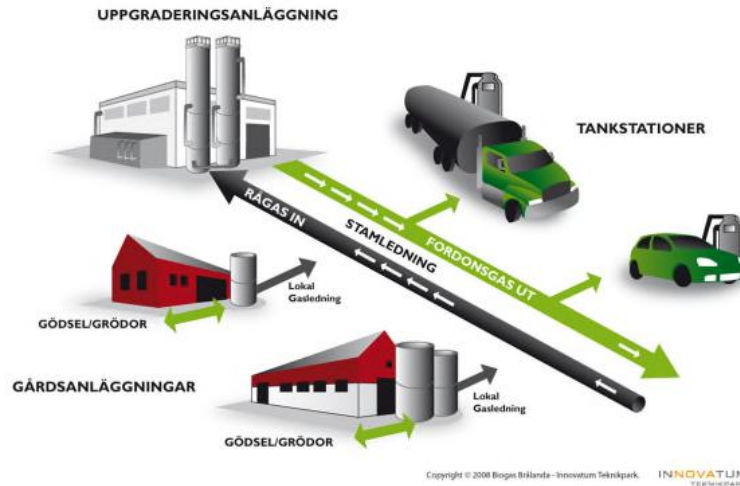 UPPGRADERINGSANLÄGGNING
TANKSTATIONER
RÅGAS IN
STAMLEDNING
FORDONSGAS UT
Lokal
Gasledning
GÖDSEL/GRÖDOR
GÅRDSANLÄGGNINGAR
Lokal
Gasledning
GÖDSEL/GRÖDOR
Copyright © 2008 Biogas Brålanda - Innovatum Teknikpark.
INNOVATUM
TEKNIKPARK